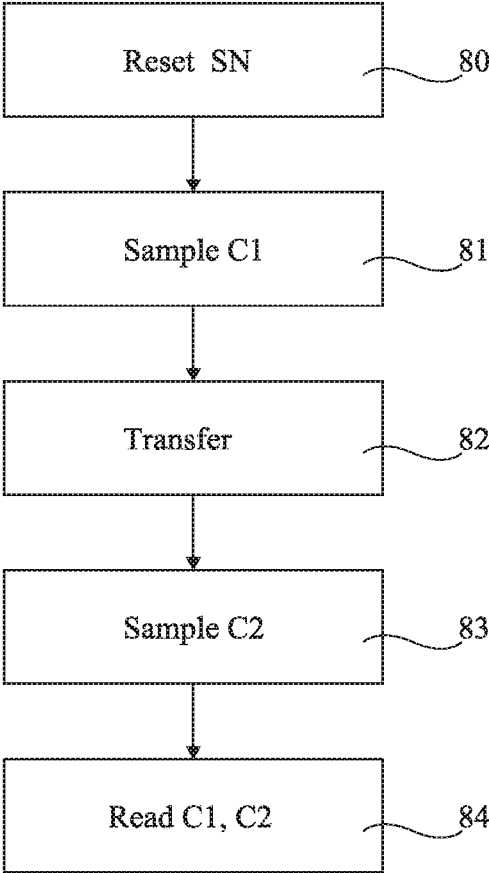 Reset SN 80
Sample C1 81
Transfer 82
Sample C2 83
Read C1, C2 84